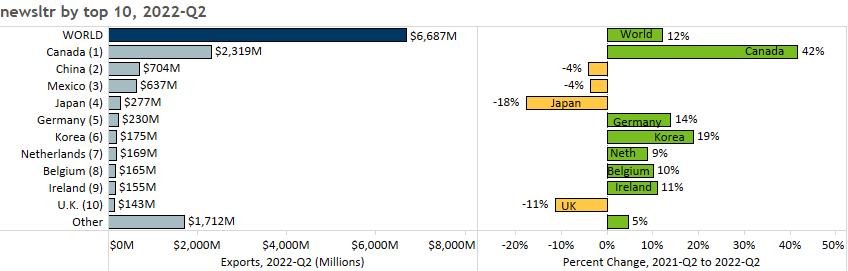 newsltr by top 10, 2022-Q2
WORLD $6,687M World 12%
Canada (1) $2,319M Canada 42%
China (2) $704M -4%
Mexico (3) $637M -4%
Japan (4) $277M -18% Japan
Germany (5) $230M Germany 14%
Korea (6) $175M Korea 19%
Netherlands (7) $169M Neth 9%
Belgium (8) $165M Belgium 10%
Ireland (9) $155M Ireland 11%
U.K. (10) $143M -11% UK
Other $1,712M 5%
$0M $2,000M $4,000M $6,000M $8,000M -20% -10% 0% 10% 20% 30% 40% 50%
Exports, 2022-Q2 (Millions) Percent Change, 2021-Q2 to 2022-Q2